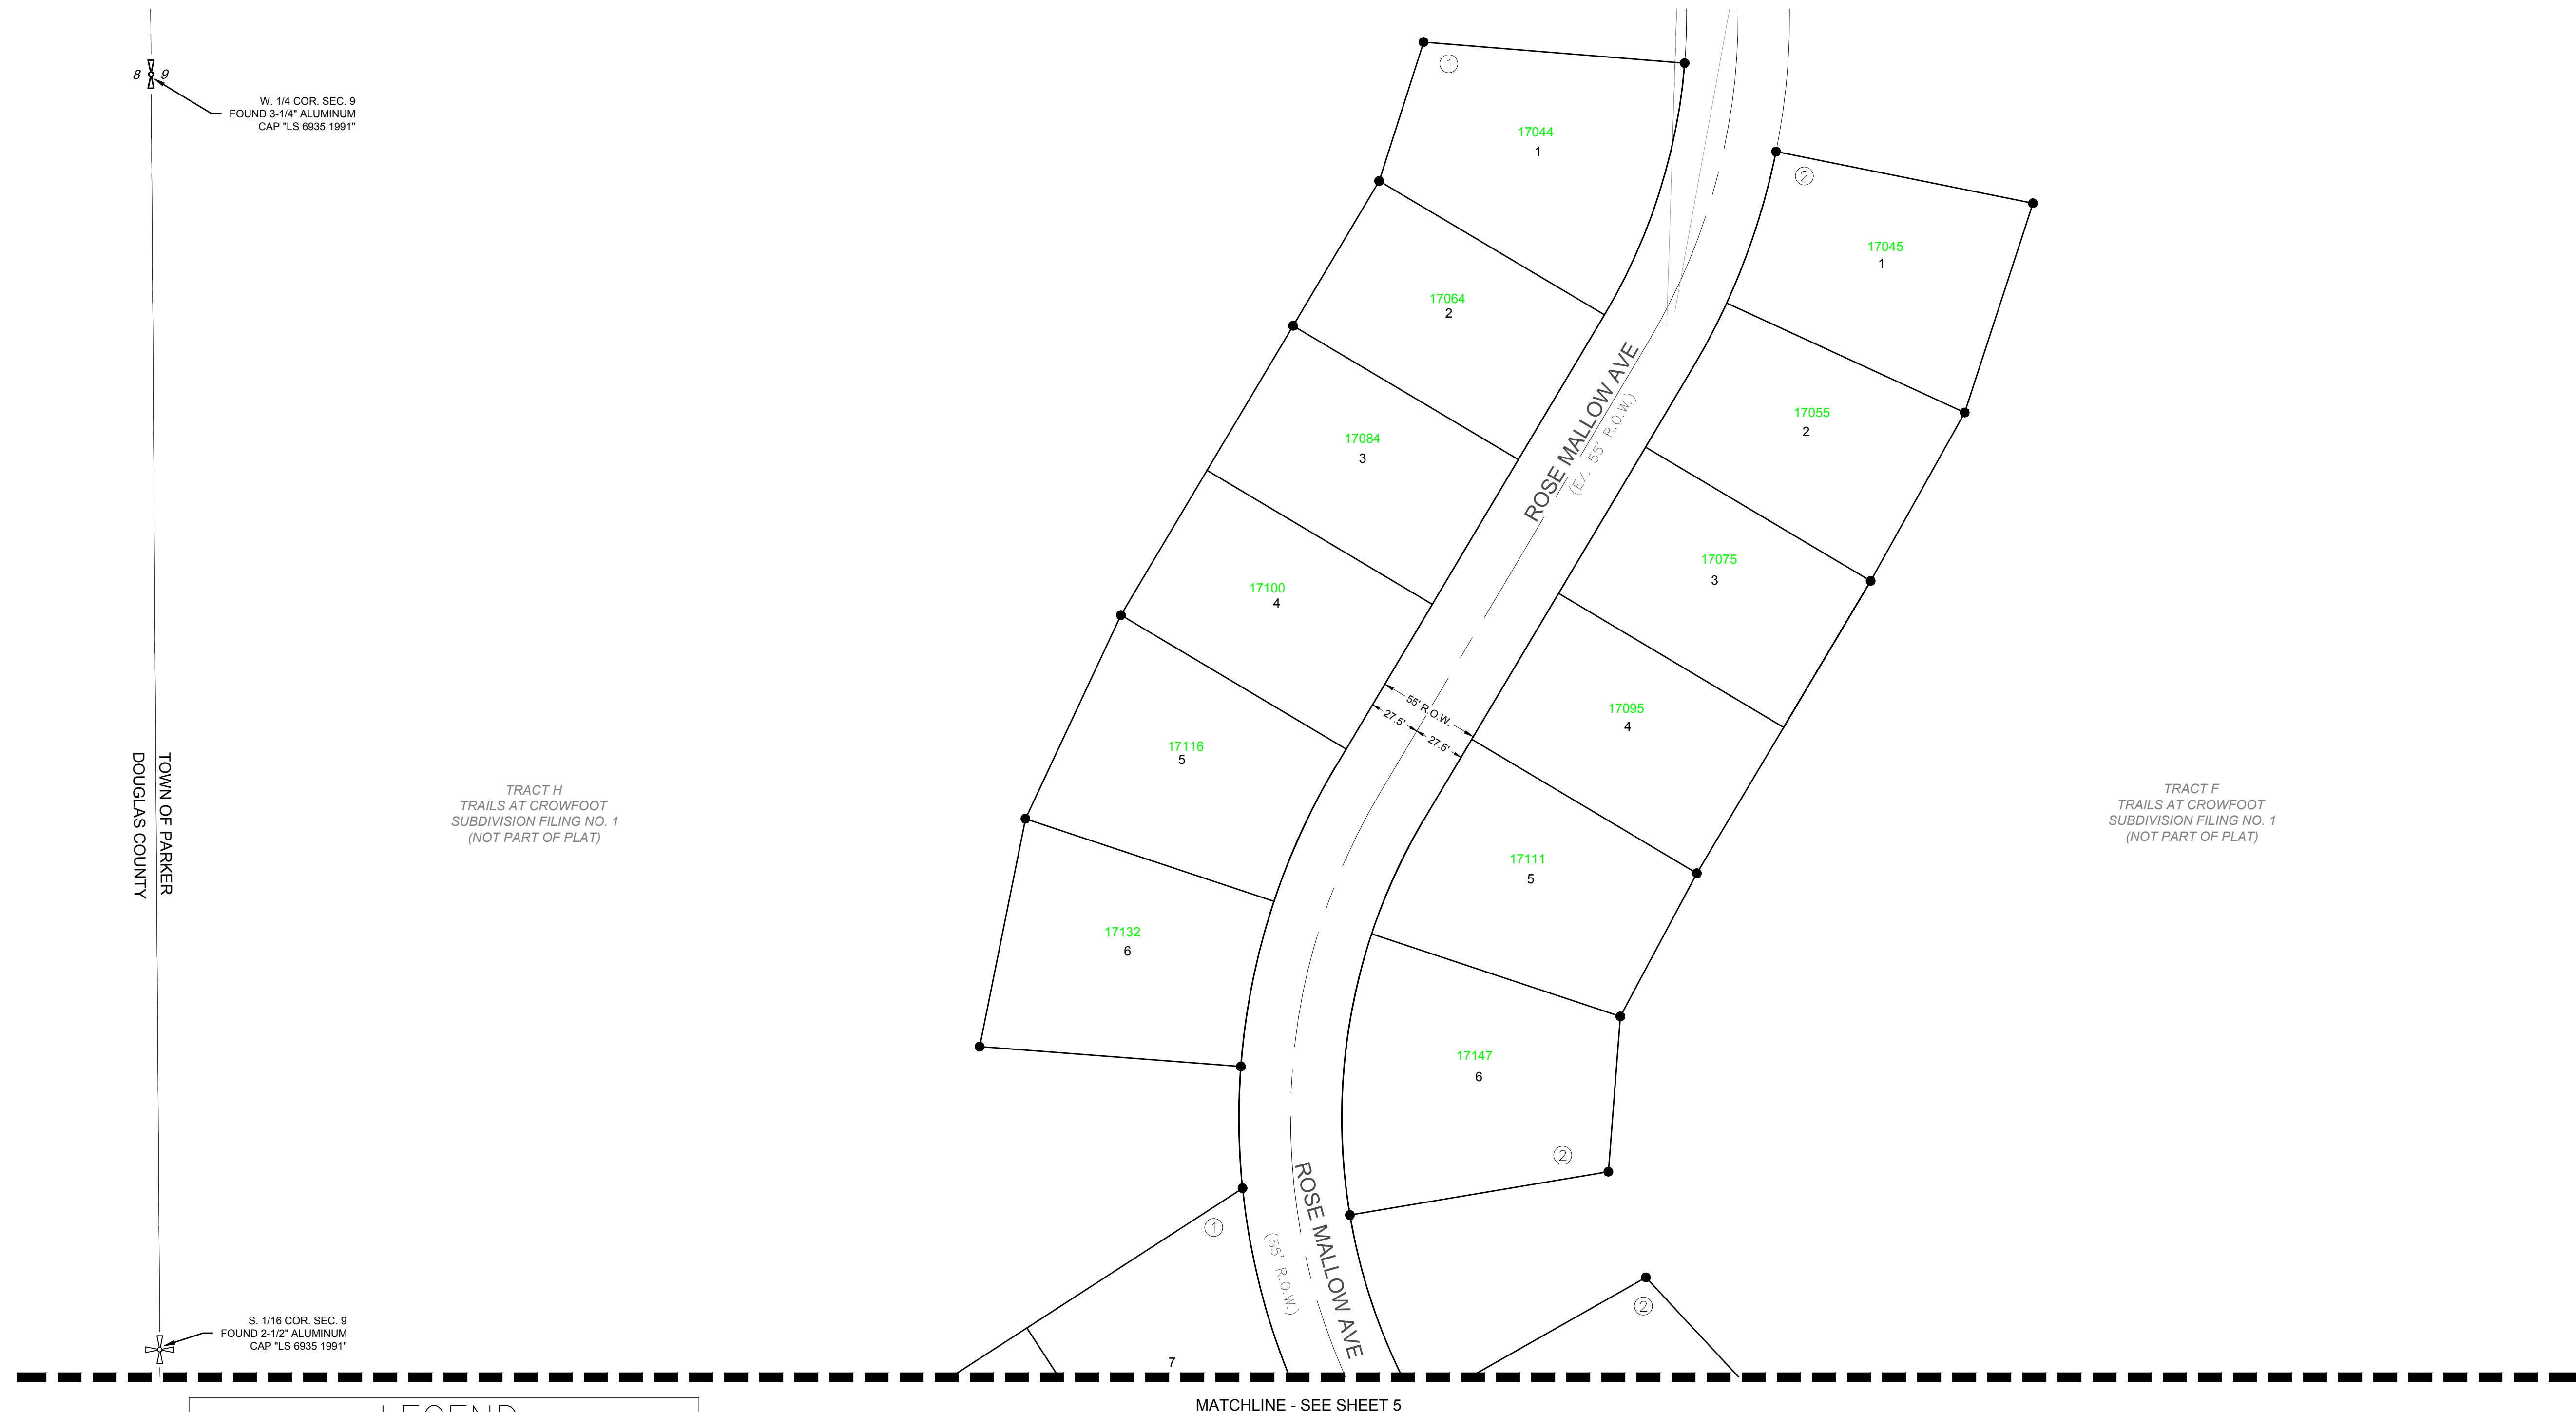 8 9
W. 1/4 COR. SEC. 9
FOUND 3-1/4" ALUMINUM
CAP "LS 6935 1991"
1
17044
1
2
17045
1
17064
2
17055
2
ROSE MALLOW AVE
(EX. 55' R.O.W.)
17084
3
17075
3
17100
4
17095
4
55' R.O.W.
27.5'
27.5'
17116
5
17111
5
TOWN OF PARKER
DOUGLAS COUNTY
TRACT H
TRAILS AT CROWFOOT
SUBDIVISION FILING NO. 1
(NOT PART OF PLAT)
TRACT F
TRAILS AT CROWFOOT
SUBDIVISION FILING NO. 1
(NOT PART OF PLAT)
17132
6
17147
6
2
1
ROSE MALLOW AVE
(55' R.O.W.)
2
S. 1/16 COR. SEC. 9
FOUND 2-1/2" ALUMINUM
CAP "LS 6935 1991"
7
MATCHLINE - SEE SHEET 5
LEGEND